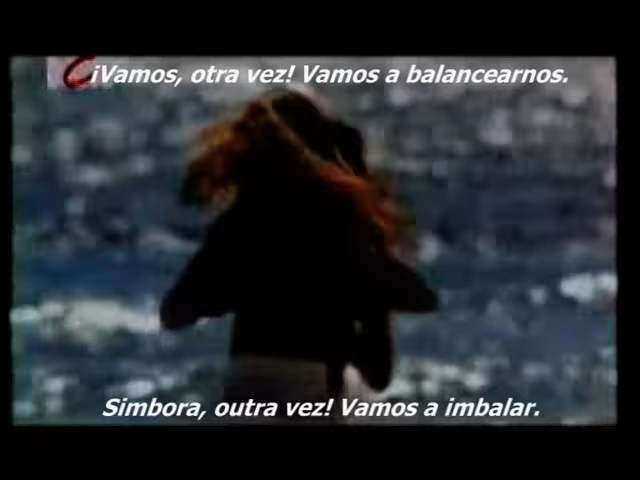 ¡Vamos, otra vez! Vamos a balancearnos.
Simbora, outra vez! Vamos a imbalar.